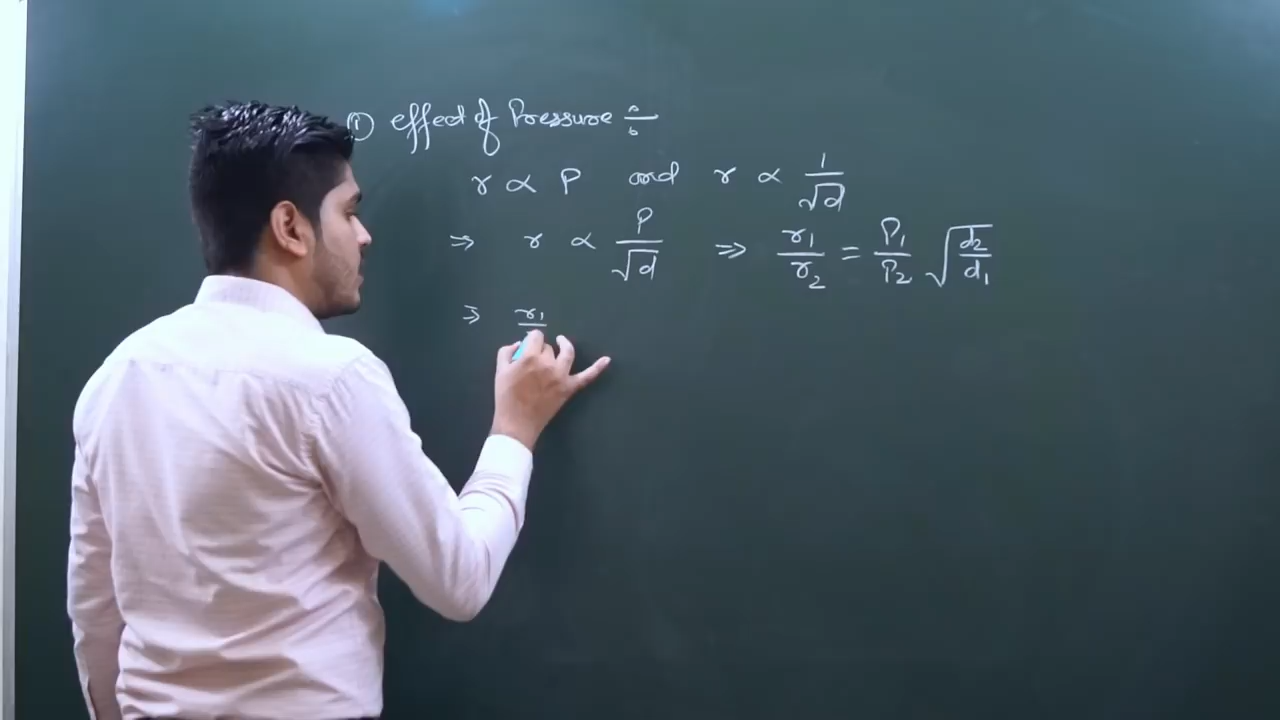 ① effect of Pressure ÷
r ∝ P and r ∝ 1/√d
⇒ r ∝ P/√d ⇒ r₁/r₂ = P₁/P₂ √(d₂/d₁)
⇒ r₁